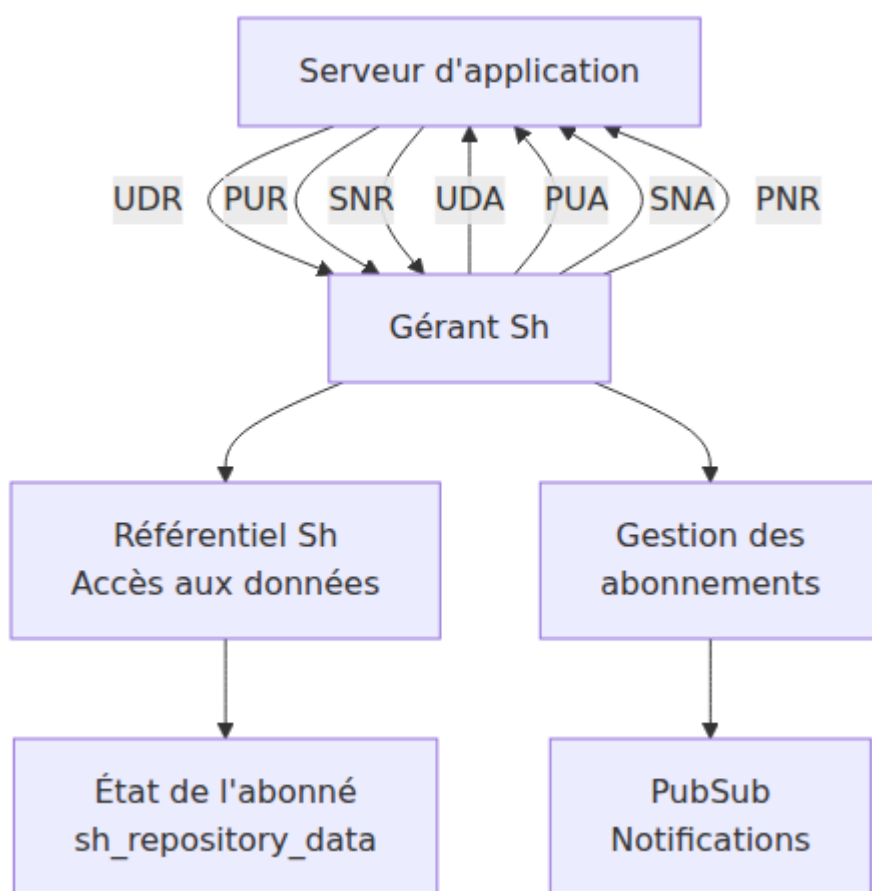 Serveur d'application
UDR
PUR
SNR
UDA
PUA
SNA
PNR
Gérant Sh
Référentiel Sh
Accès aux données
Gestion des
abonnements
État de l'abonné
sh_repository_data
PubSub
Notifications